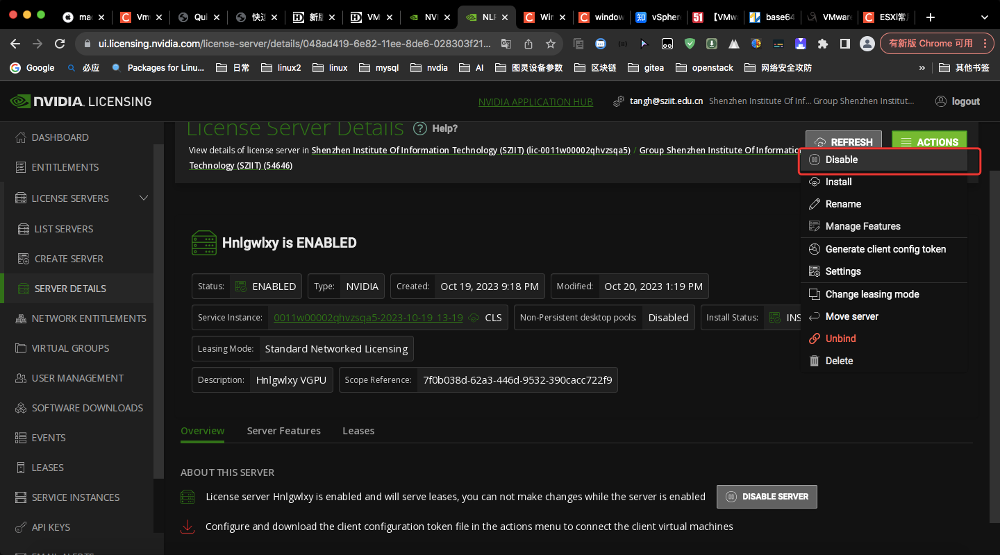 mac
Vm
Qui
快速
新版
VM
NVI
NLP
Win
window
vSphere
【VMwa
base64
VMware
ESXi常
ui.licensing.nvidia.com/license-server/details/048ad419-6e82-11ee-8de6-028303f21...
有新版 Chrome 可用
Google
必应
Packages for Linu...
日常
linux2
linux
mysql
nvdia
AI
图灵设备参数
区块链
gitea
openstack
网络安全攻防
»
其他书签
NVIDIA. LICENSING
NVIDIA APPLICATION HUB
tangh@sziit.edu.cn
Shenzhen Institute Of Inf... Group Shenzhen Institut...
logout
DASHBOARD
ENTITLEMENTS
LICENSE SERVERS
LIST SERVERS
CREATE SERVER
SERVER DETAILS
NETWORK ENTITLEMENTS
VIRTUAL GROUPS
USER MANAGEMENT
SOFTWARE DOWNLOADS
EVENTS
LEASES
SERVICE INSTANCES
API KEYS
EMAIL ALERTS
License Server Details
Help?
View details of license server in Shenzhen Institute Of Information Technology (SZIIT) (lic-0011w00002qhvzsqa5) / Group Shenzhen Institute Of Informatio
Technology (SZIIT) (54646)
REFRESH
ACTIONS
Disable
Install
Rename
Manage Features
Generate client config token
Settings
Change leasing mode
Move server
Unbind
Delete
Hnlgwlxy is ENABLED
Status: ENABLED
Type: NVIDIA
Created: Oct 19, 2023 9:18 PM
Modified: Oct 20, 2023 1:19 PM
Service Instance: 0011w00002qhvzsqa5-2023-10-19_13-19 CLS
Non-Persistent desktop pools: Disabled
Install Status: INS
Leasing Mode: Standard Networked Licensing
Description: Hnlgwlxy VGPU
Scope Reference: 7f0b038d-62a3-446d-9532-390cacc722f9
Overview
Server Features
Leases
ABOUT THIS SERVER
License server Hnlgwlxy is enabled and will serve leases, you can not make changes while the server is enabled
DISABLE SERVER
Configure and download the client configuration token file in the actions menu to connect the client virtual machines